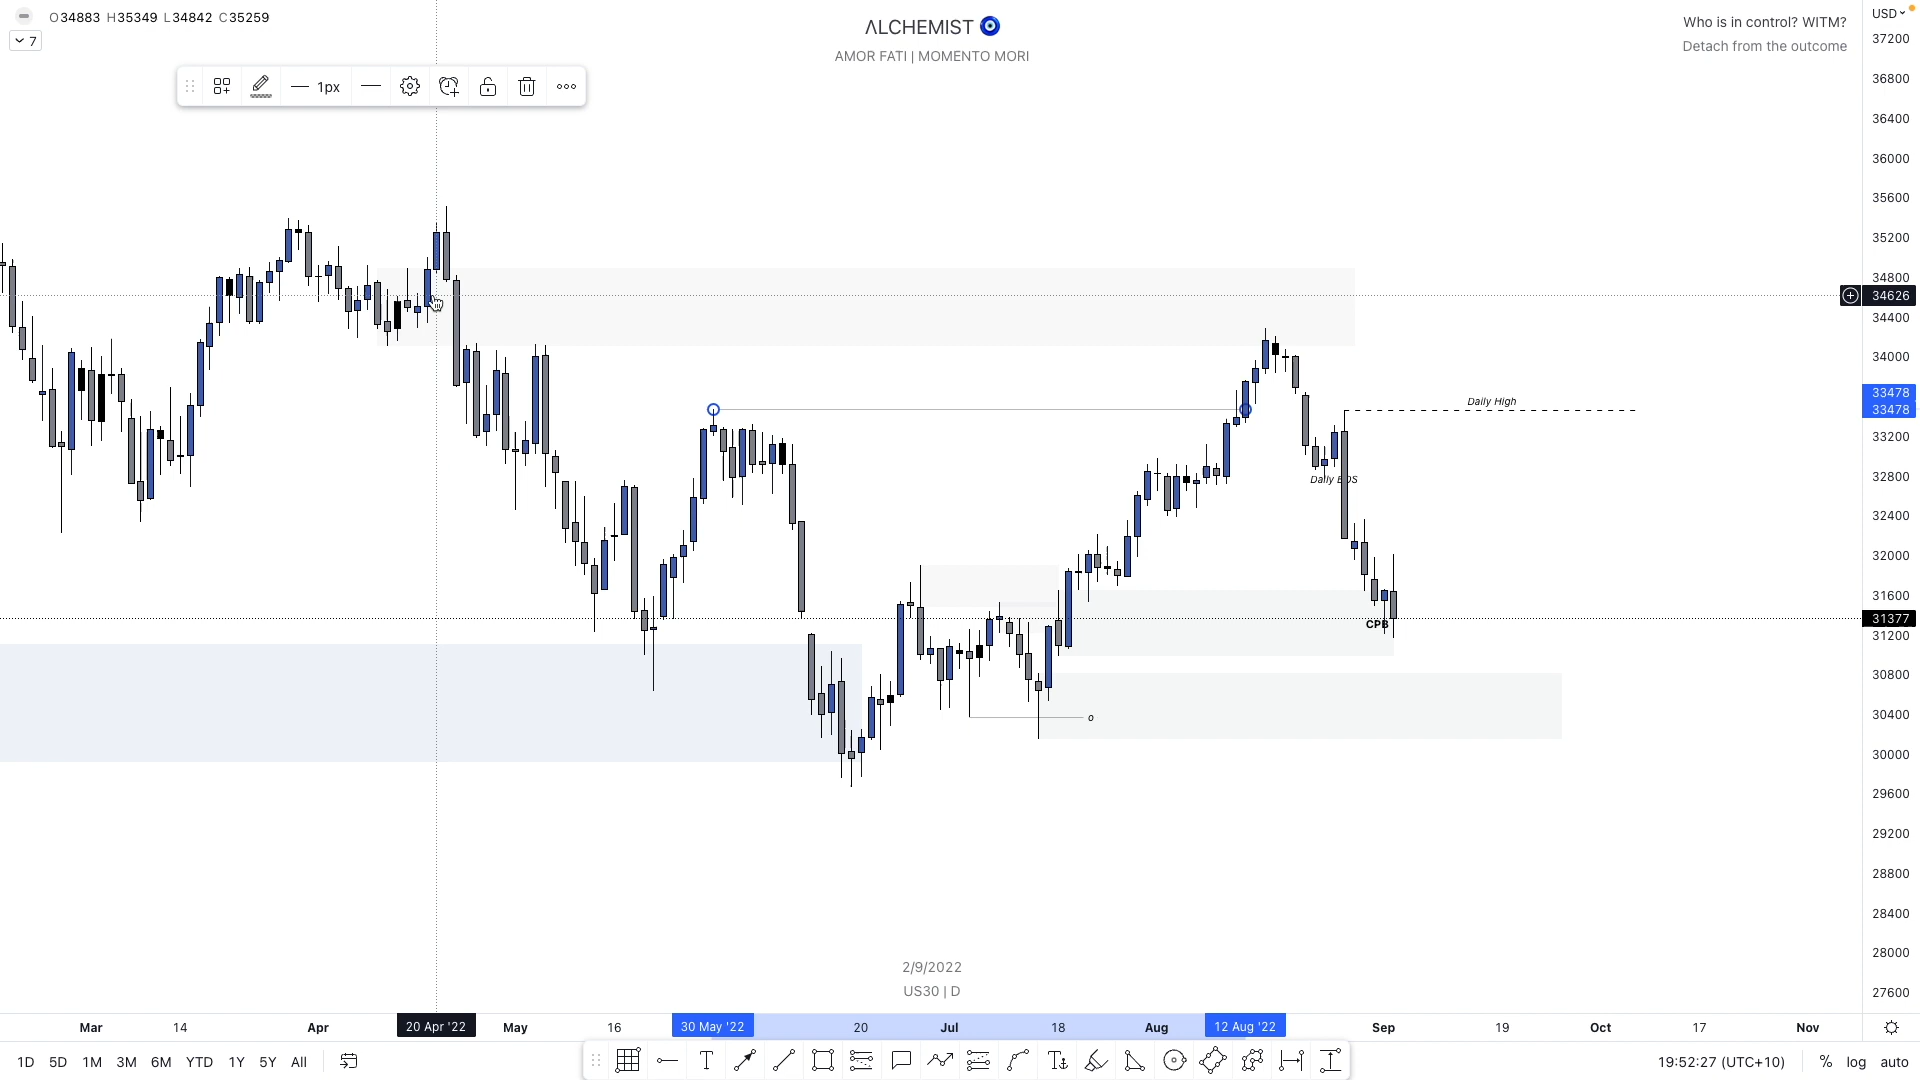 O34883 H35349 L34842 C35259
7
ΛLCHEMIST 🧿
AMOR FATI | MOMENTO MORI
Who is in control? WITM?
Detach from the outcome
USD
37200
36800
36400
36000
35600
35200
34800
34626
34400
34000
33478
33478
33200
32800
32400
32000
31600
31377
31200
30800
30400
30000
29600
29200
28800
28400
28000
27600
1px
Daily High
Daily BOS
CPB
o
2/9/2022
US30 | D
Mar 14 Apr 20 Apr '22 May 16 30 May '22 20 Jul 18 Aug 12 Aug '22 Sep 19 Oct 17 Nov
1D 5D 1M 3M 6M YTD 1Y 5Y All
19:52:27 (UTC+10) % log auto